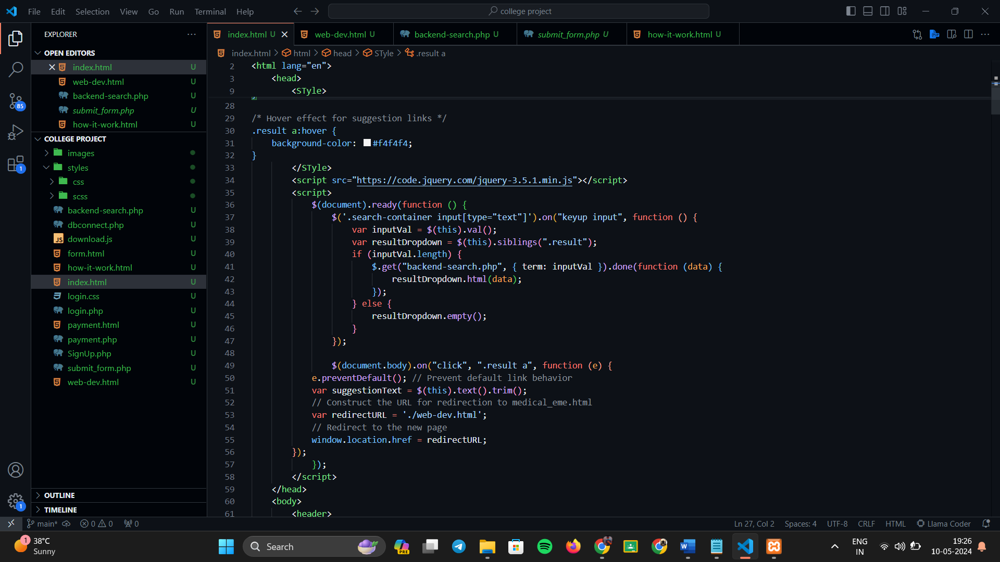 File Edit Selection View Go Run Terminal Help
college project
EXPLORER
OPEN EDITORS
index.html U
web-dev.html U
backend-search.php U
submit_form.php U
how-it-work.html U
COLLEGE PROJECT
images
styles
css
scss
backend-search.php U
dbconnect.php U
JS download.js U
form.html U
how-it-work.html U
index.html U
login.css U
login.php U
payment.html U
payment.php U
SignUp.php U
submit_form.php U
web-dev.html U
OUTLINE
TIMELINE
85
1
1
index.html U web-dev.html U backend-search.php U submit_form.php U how-it-work.html U
index.html > html > head > STyle > .result a
2 <html lang="en">
3 <head>
9 <STyle>
28
29 /* Hover effect for suggestion links */
30 .result a:hover {
31 background-color: #f4f4f4;
32 }
33 </STyle>
34 <script src="https://code.jquery.com/jquery-3.5.1.min.js"></script>
35 <script>
36 $(document).ready(function () {
37 $('.search-container input[type="text"]').on("keyup input", function () {
38 var inputVal = $(this).val();
39 var resultDropdown = $(this).siblings(".result");
40 if (inputVal.length) {
41 $.get("backend-search.php", { term: inputVal }).done(function (data) {
42 resultDropdown.html(data);
43 });
44 } else {
45 resultDropdown.empty();
46 }
47 });
48
49 $(document.body).on("click", ".result a", function (e) {
50 e.preventDefault(); // Prevent default link behavior
51 var suggestionText = $(this).text().trim();
52 // Construct the URL for redirection to medical_eme.html
53 var redirectURL = './web-dev.html';
54 // Redirect to the new page
55 window.location.href = redirectURL;
56 });
57 });
58 </script>
59 </head>
60 <body>
61 <header>
main* 0 0 0 Ln 27, Col 2 Spaces: 4 UTF-8 CRLF HTML Llama Coder
1 38°C
Sunny
Search
PRE
ENG
IN
19:26
10-05-2024